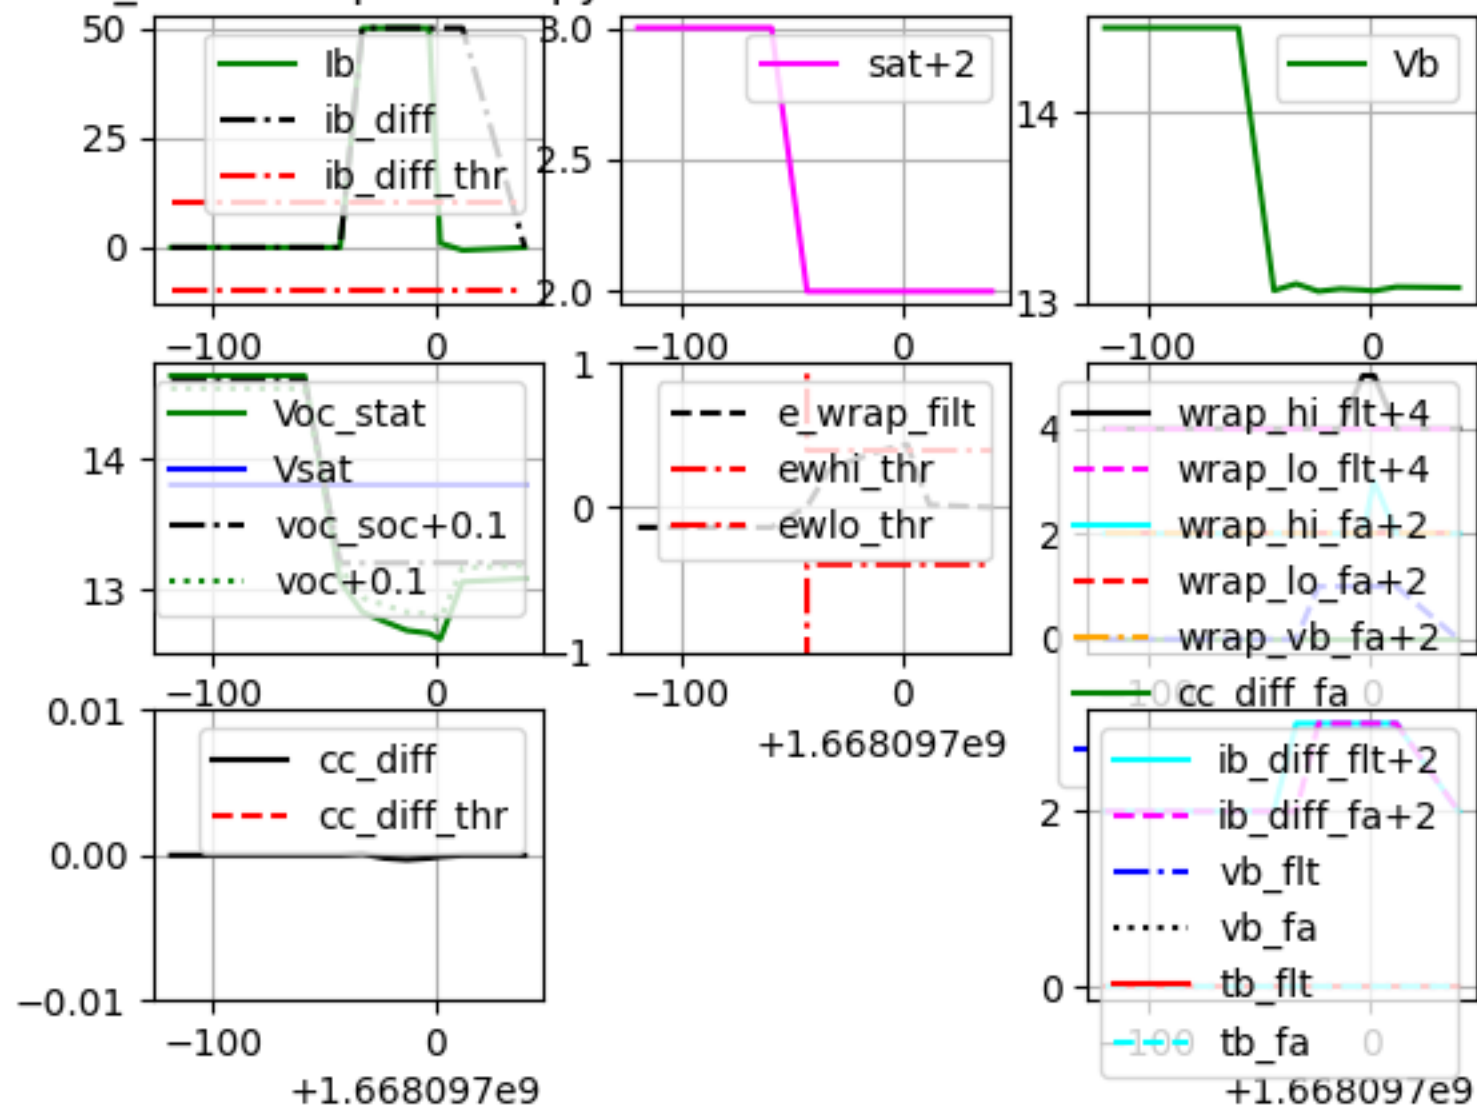 50
25
0
Ib
ib_diff
ib_diff_thr
−100
0
3.0
2.5
2.0
sat+2
−100
0
14
13
Vb
−100
0
14
13
Voc_stat
Vsat
voc_soc+0.1
voc+0.1
−100
0
1
0
−1
e_wrap_filt
ewhi_thr
ewlo_thr
−100
0
+1.668097e9
4
2
0
wrap_hi_flt+4
wrap_lo_flt+4
wrap_hi_fa+2
wrap_lo_fa+2
wrap_vb_fa+2
cc_diff_fa
−100
0
0.01
0.00
−0.01
cc_diff
cc_diff_thr
−100
0
+1.668097e9
2
0
ib_diff_flt+2
ib_diff_fa+2
vb_flt
vb_fa
tb_flt
tb_fa
−100
0
+1.668097e9